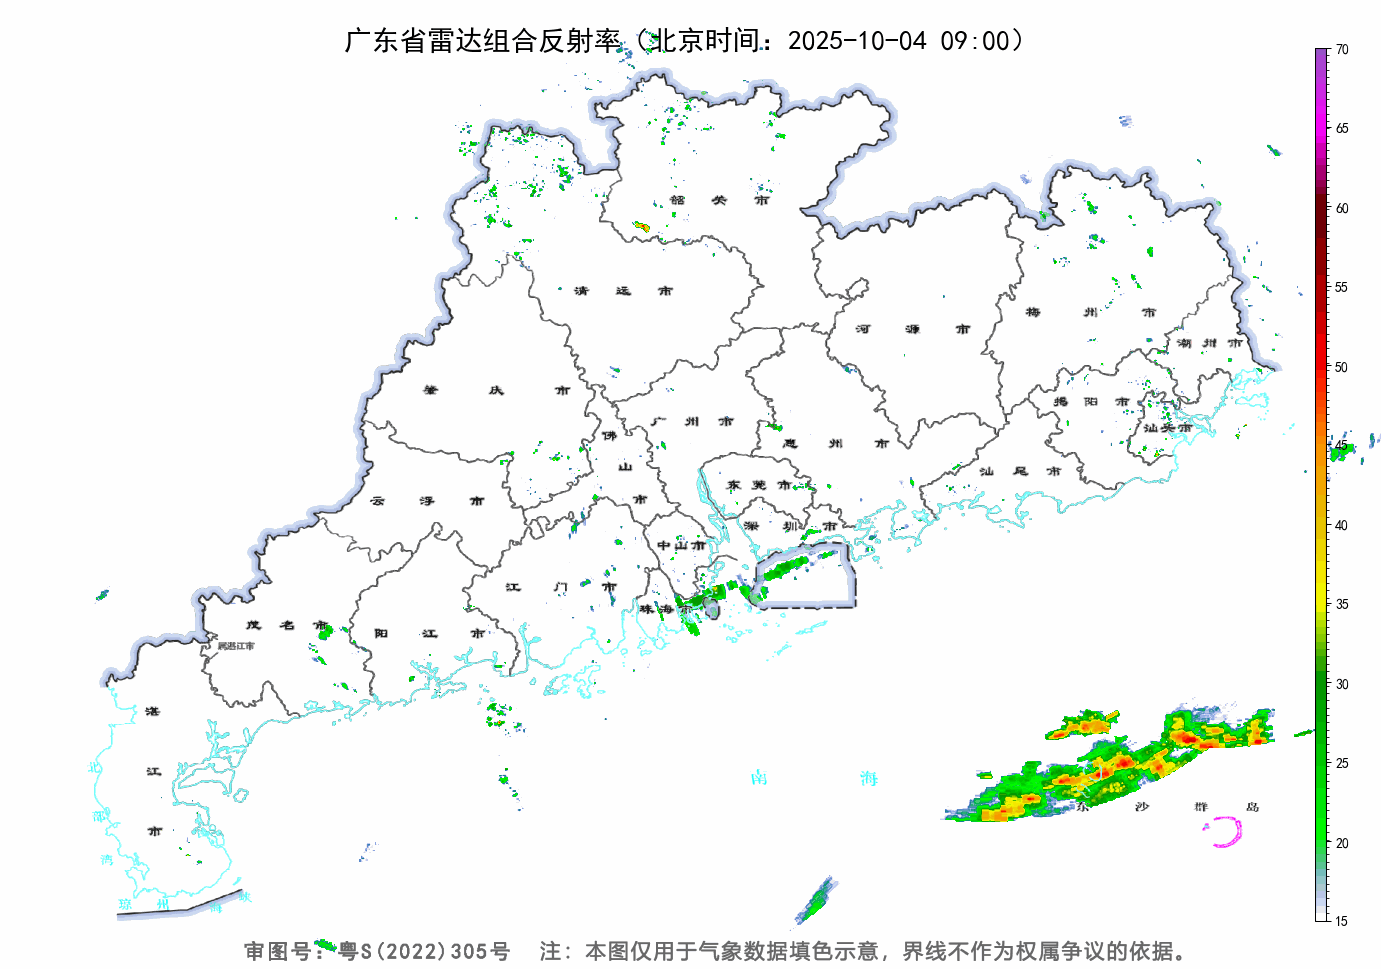 广东省雷达组合反射率（北京时间：2025-10-04 09:00）
70
65
60
55
50
45
40
35
30
25
20
15
韶 关 市
清 远 市
河 源 市
梅 州 市
潮 州 市
肇 庆 市
广 州 市
佛 山 市
惠 州 市
揭 阳 市
汕头市
汕 尾 市
云 浮 市
东 莞 市
深 圳 市
中山市
江 门 市
珠海市
茂 名 市
属湛江市
阳 江 市
湛 江 市
南 海
东 沙 群 岛
北 部 湾
琼 州 海 峡
审图号：粤S(2022)305号 注：本图仅用于气象数据填色示意，界线不作为权属争议的依据。